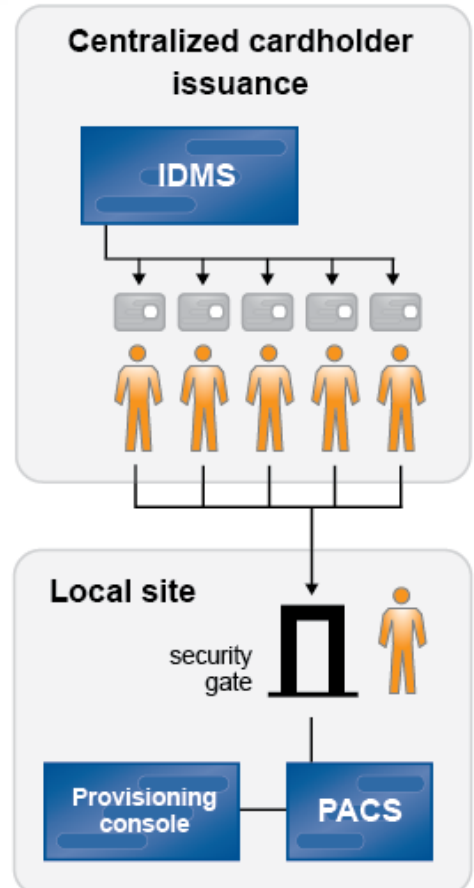 Centralized cardholder
issuance
IDMS
Local site
security
gate
Provisioning
console
PACS